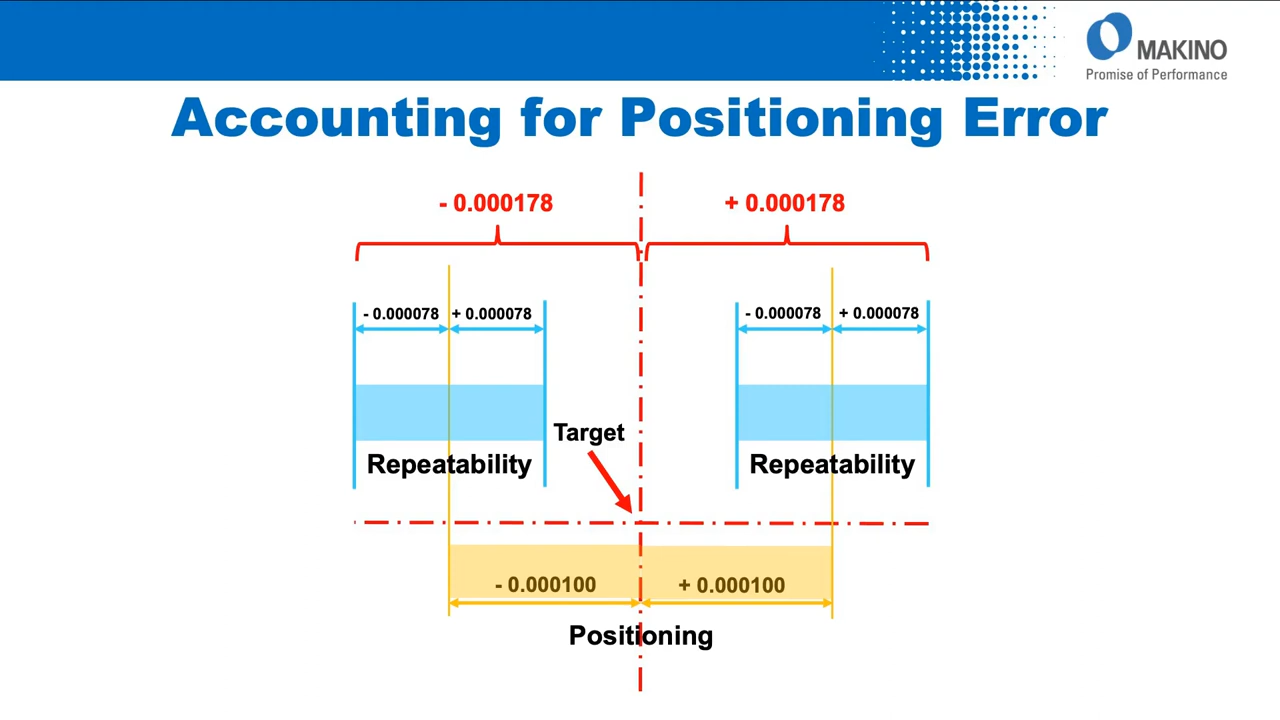 MAKINO
Promise of Performance
Accounting for Positioning Error
- 0.000178
+ 0.000178
- 0.000078
+ 0.000078
- 0.000078
+ 0.000078
Target
Repeatability
Repeatability
- 0.000100
+ 0.000100
Positioning